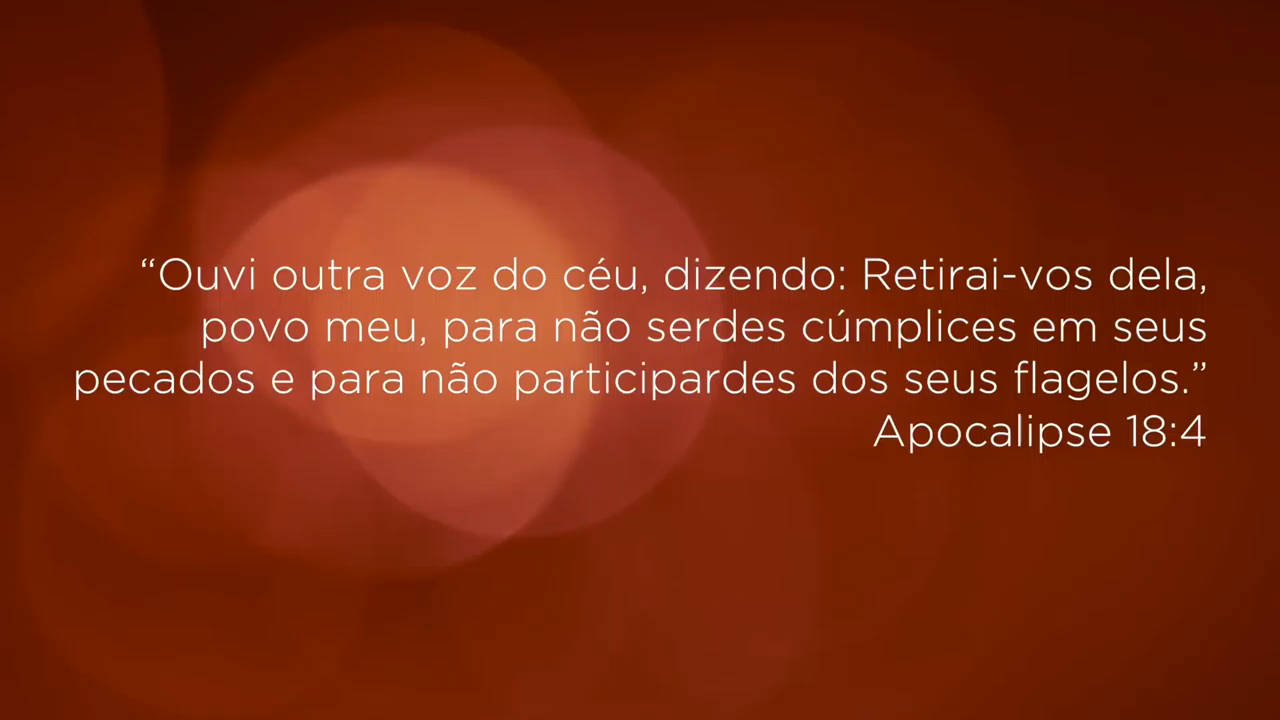 “Ouvi outra voz do céu, dizendo: Retirai-vos dela,
povo meu, para não serdes cúmplices em seus
pecados e para não participardes dos seus flagelos.”
Apocalipse 18:4